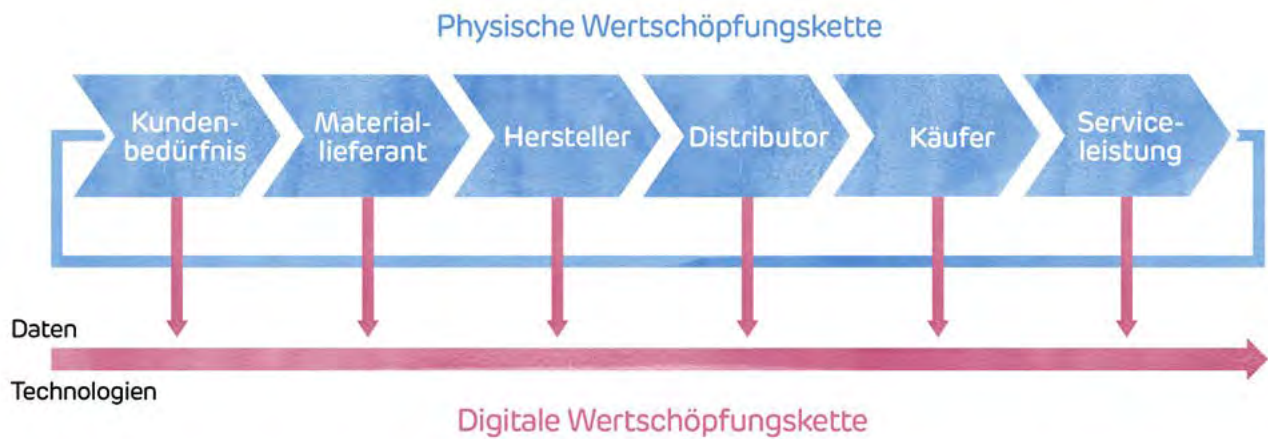 Physische Wertschöpfungskette
Kunden-
bedürfnis
Material-
lieferant
Hersteller
Distributor
Käufer
Service-
leistung
Daten
Technologien
Digitale Wertschöpfungskette